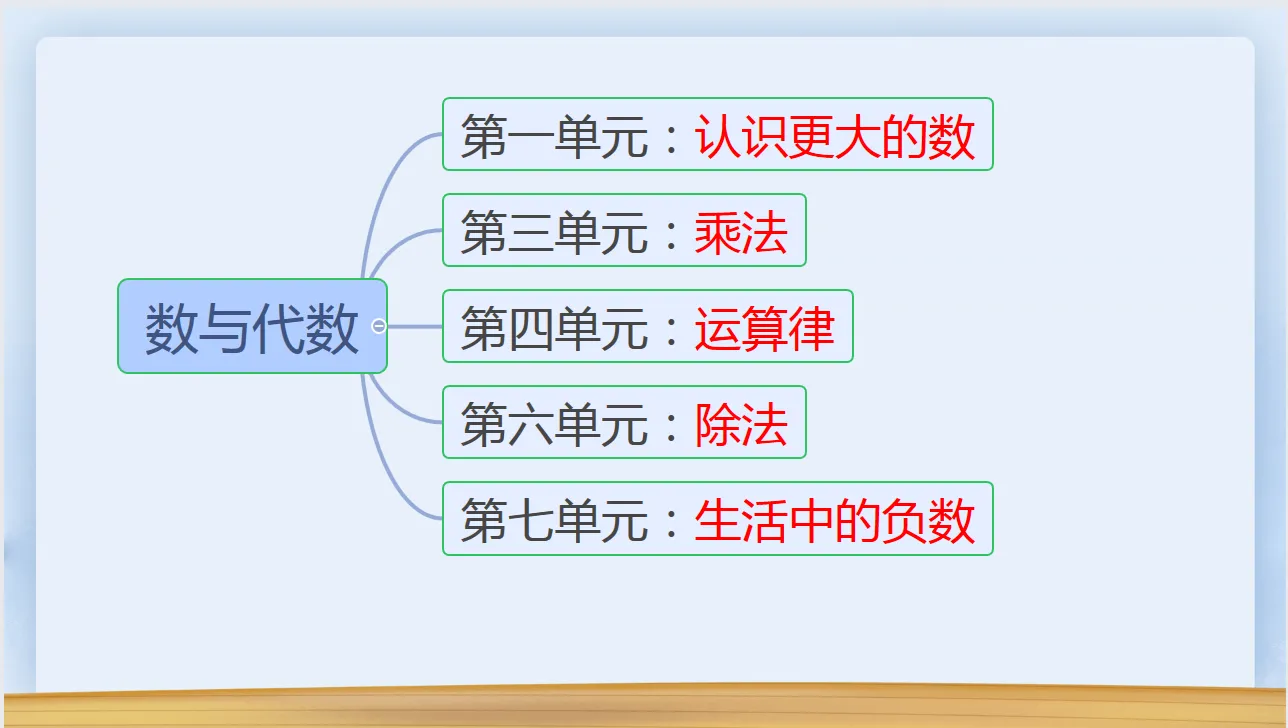 数与代数
第一单元：认识更大的数
第三单元：乘法
第四单元：运算律
第六单元：除法
第七单元：生活中的负数